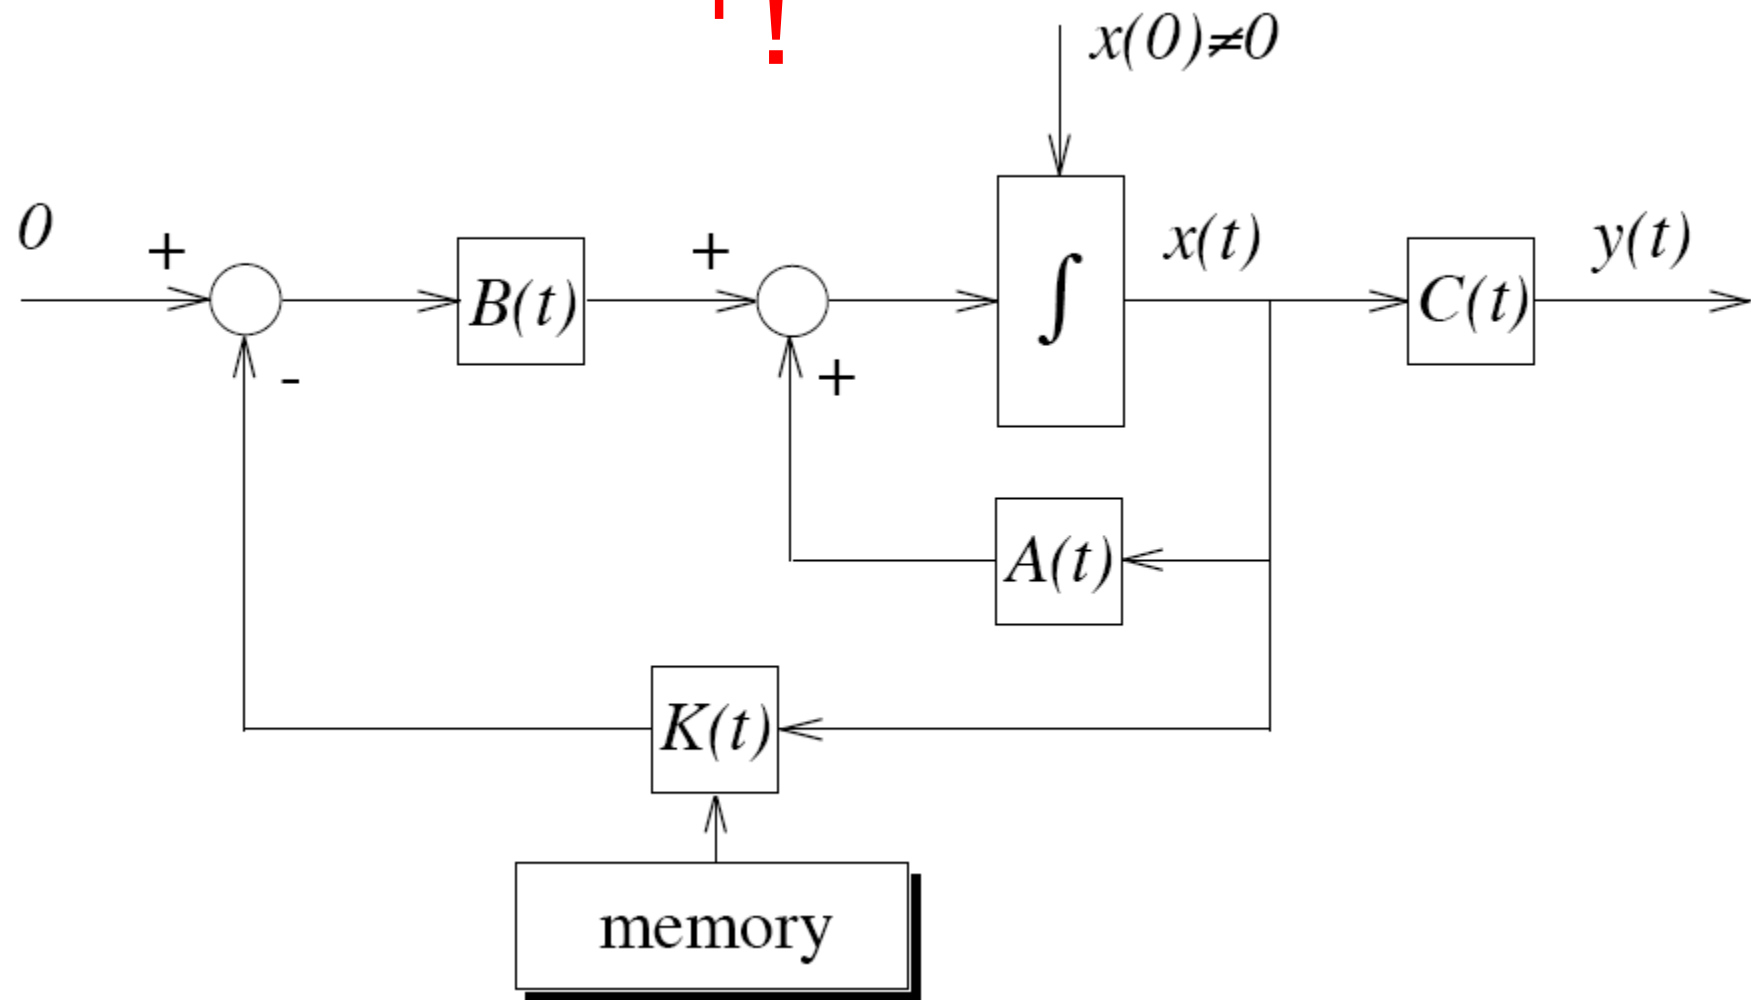 !
x(0)≠0
0
+
+
x(t)
y(t)
B(t)
∫
C(t)
-
+
A(t)
K(t)
memory